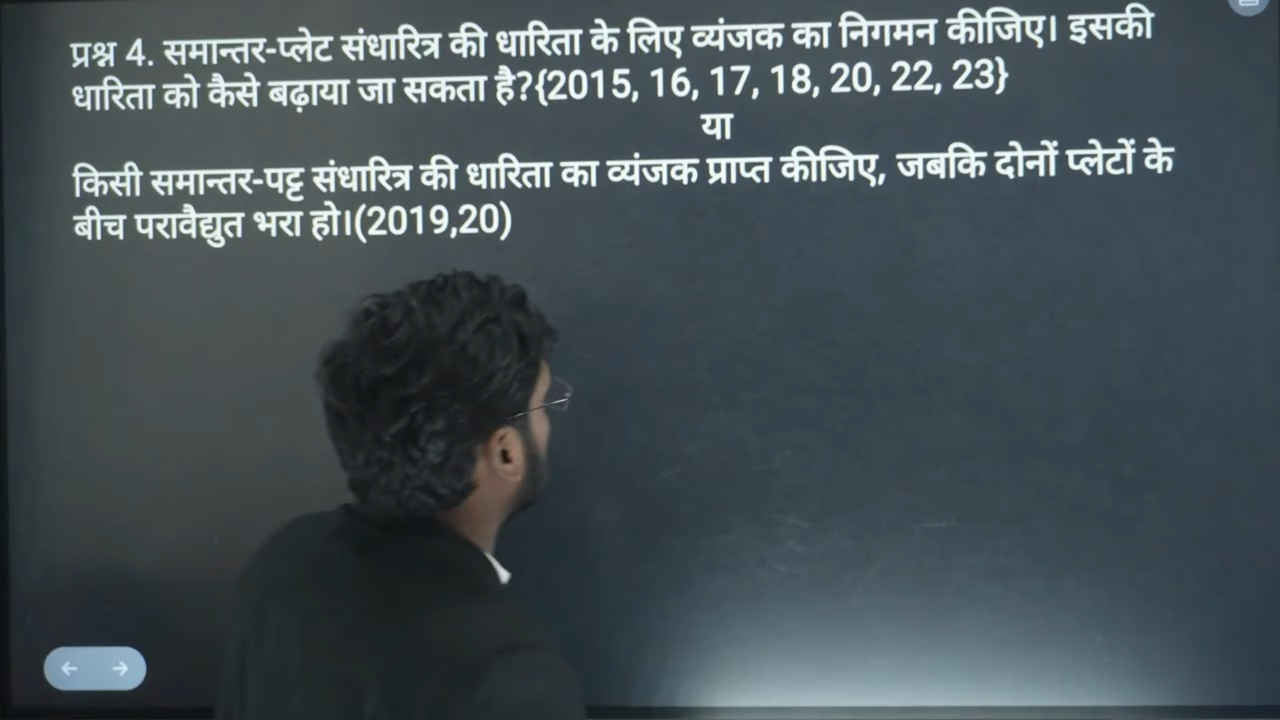 प्रश्न 4. समान्तर-प्लेट संधारित्र की धारिता के लिए व्यंजक का निगमन कीजिए। इसकी
धारिता को कैसे बढ़ाया जा सकता है?{2015, 16, 17, 18, 20, 22, 23}
या
किसी समान्तर-पट्ट संधारित्र की धारिता का व्यंजक प्राप्त कीजिए, जबकि दोनों प्लेटों के
बीच परावैद्युत भरा हो।(2019,20)